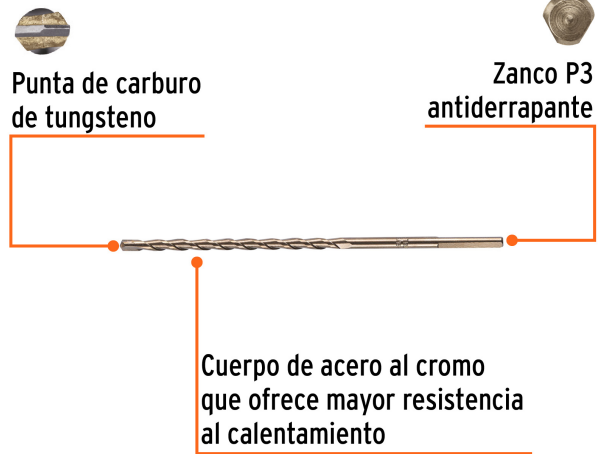 Punta de carburo
de tungsteno
Zanco P3
antiderrapante
Cuerpo de acero al cromo
que ofrece mayor resistencia
al calentamiento